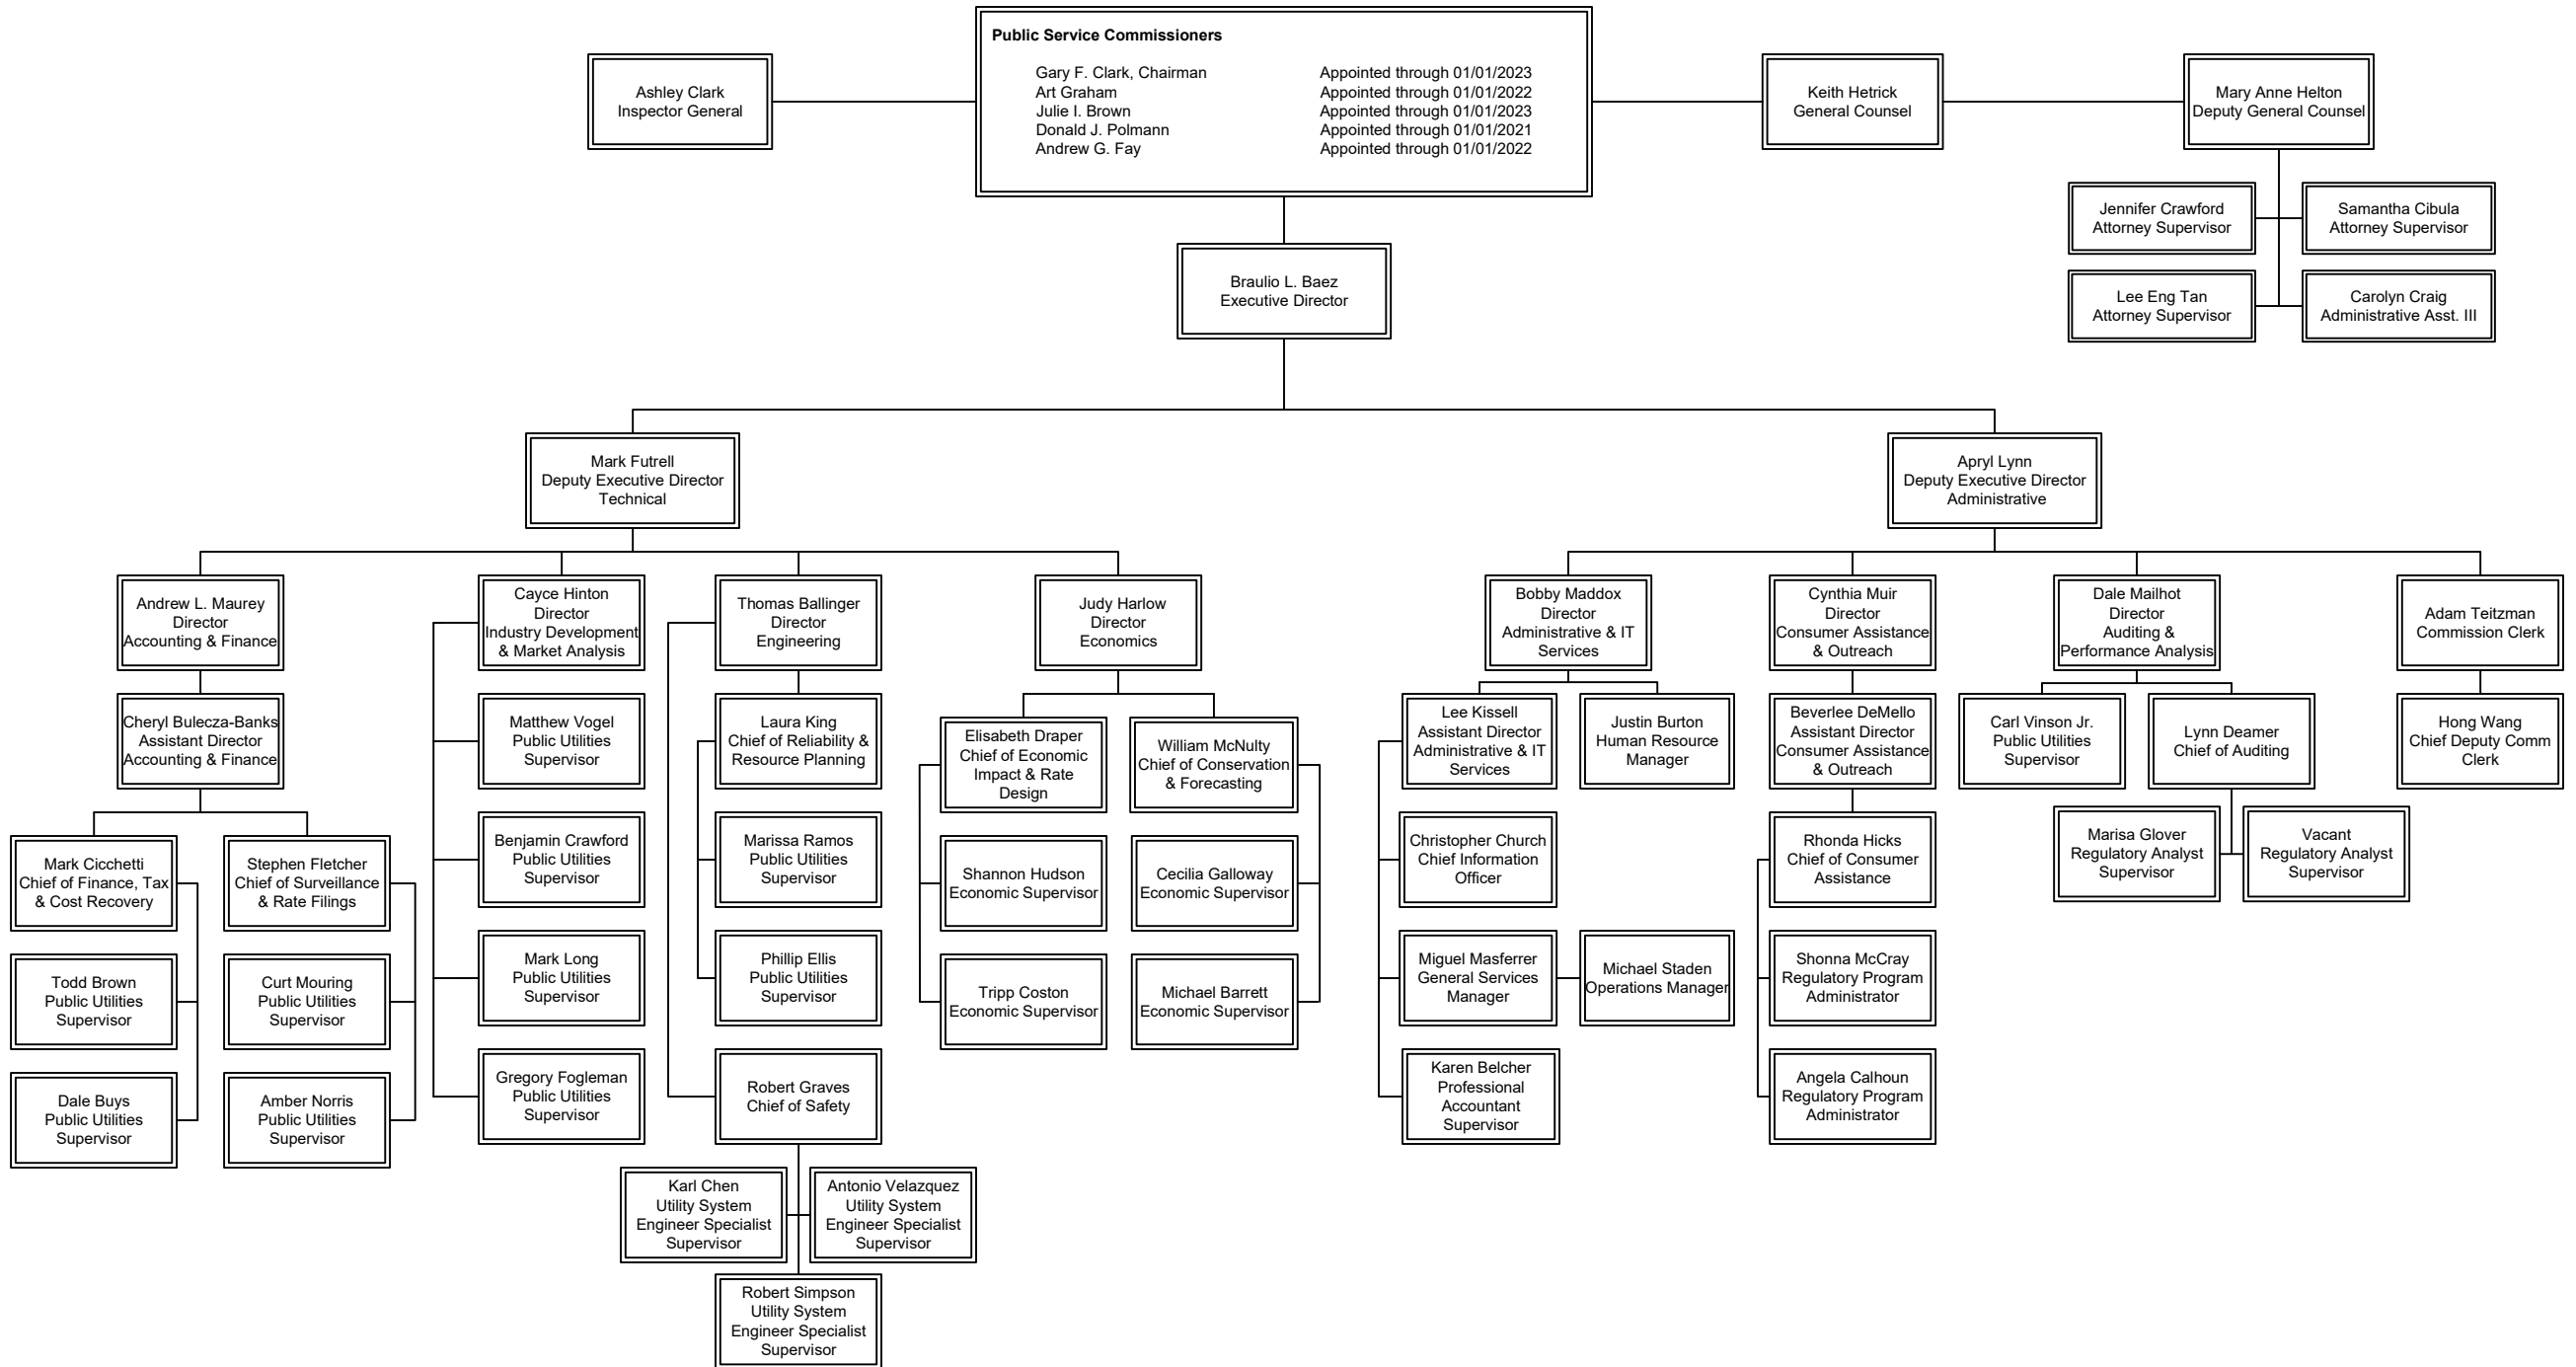 Public Service Commissioners
Gary F. Clark, Chairman Appointed through 01/01/2023
Art Graham Appointed through 01/01/2022
Julie I. Brown Appointed through 01/01/2023
Donald J. Polmann Appointed through 01/01/2021
Andrew G. Fay Appointed through 01/01/2022
Ashley Clark
Inspector General
Keith Hetrick
General Counsel
Mary Anne Helton
Deputy General Counsel
Jennifer Crawford
Attorney Supervisor
Samantha Cibula
Attorney Supervisor
Lee Eng Tan
Attorney Supervisor
Carolyn Craig
Administrative Asst. III
Braulio L. Baez
Executive Director
Mark Futrell
Deputy Executive Director
Technical
Apryl Lynn
Deputy Executive Director
Administrative
Andrew L. Maurey
Director
Accounting & Finance
Cheryl Bulecza-Banks
Assistant Director
Accounting & Finance
Mark Cicchetti
Chief of Finance, Tax
& Cost Recovery
Todd Brown
Public Utilities
Supervisor
Dale Buys
Public Utilities
Supervisor
Stephen Fletcher
Chief of Surveillance
& Rate Filings
Curt Mouring
Public Utilities
Supervisor
Amber Norris
Public Utilities
Supervisor
Cayce Hinton
Director
Industry Development
& Market Analysis
Matthew Vogel
Public Utilities
Supervisor
Benjamin Crawford
Public Utilities
Supervisor
Mark Long
Public Utilities
Supervisor
Gregory Fogleman
Public Utilities
Supervisor
Thomas Ballinger
Director
Engineering
Laura King
Chief of Reliability &
Resource Planning
Marissa Ramos
Public Utilities
Supervisor
Phillip Ellis
Public Utilities
Supervisor
Robert Graves
Chief of Safety
Karl Chen
Utility System
Engineer Specialist
Supervisor
Antonio Velazquez
Utility System
Engineer Specialist
Supervisor
Robert Simpson
Utility System
Engineer Specialist
Supervisor
Judy Harlow
Director
Economics
Elisabeth Draper
Chief of Economic
Impact & Rate
Design
Shannon Hudson
Economic Supervisor
Tripp Coston
Economic Supervisor
William McNulty
Chief of Conservation
& Forecasting
Cecilia Galloway
Economic Supervisor
Michael Barrett
Economic Supervisor
Bobby Maddox
Director
Administrative & IT
Services
Lee Kissell
Assistant Director
Administrative & IT
Services
Justin Burton
Human Resource
Manager
Christopher Church
Chief Information
Officer
Miguel Masferrer
General Services
Manager
Michael Staden
Operations Manager
Karen Belcher
Professional
Accountant
Supervisor
Cynthia Muir
Director
Consumer Assistance
& Outreach
Beverlee DeMello
Assistant Director
Consumer Assistance
& Outreach
Rhonda Hicks
Chief of Consumer
Assistance
Shonna McCray
Regulatory Program
Administrator
Angela Calhoun
Regulatory Program
Administrator
Dale Mailhot
Director
Auditing &
Performance Analysis
Carl Vinson Jr.
Public Utilities
Supervisor
Lynn Deamer
Chief of Auditing
Marisa Glover
Regulatory Analyst
Supervisor
Vacant
Regulatory Analyst
Supervisor
Adam Teitzman
Commission Clerk
Hong Wang
Chief Deputy Comm
Clerk